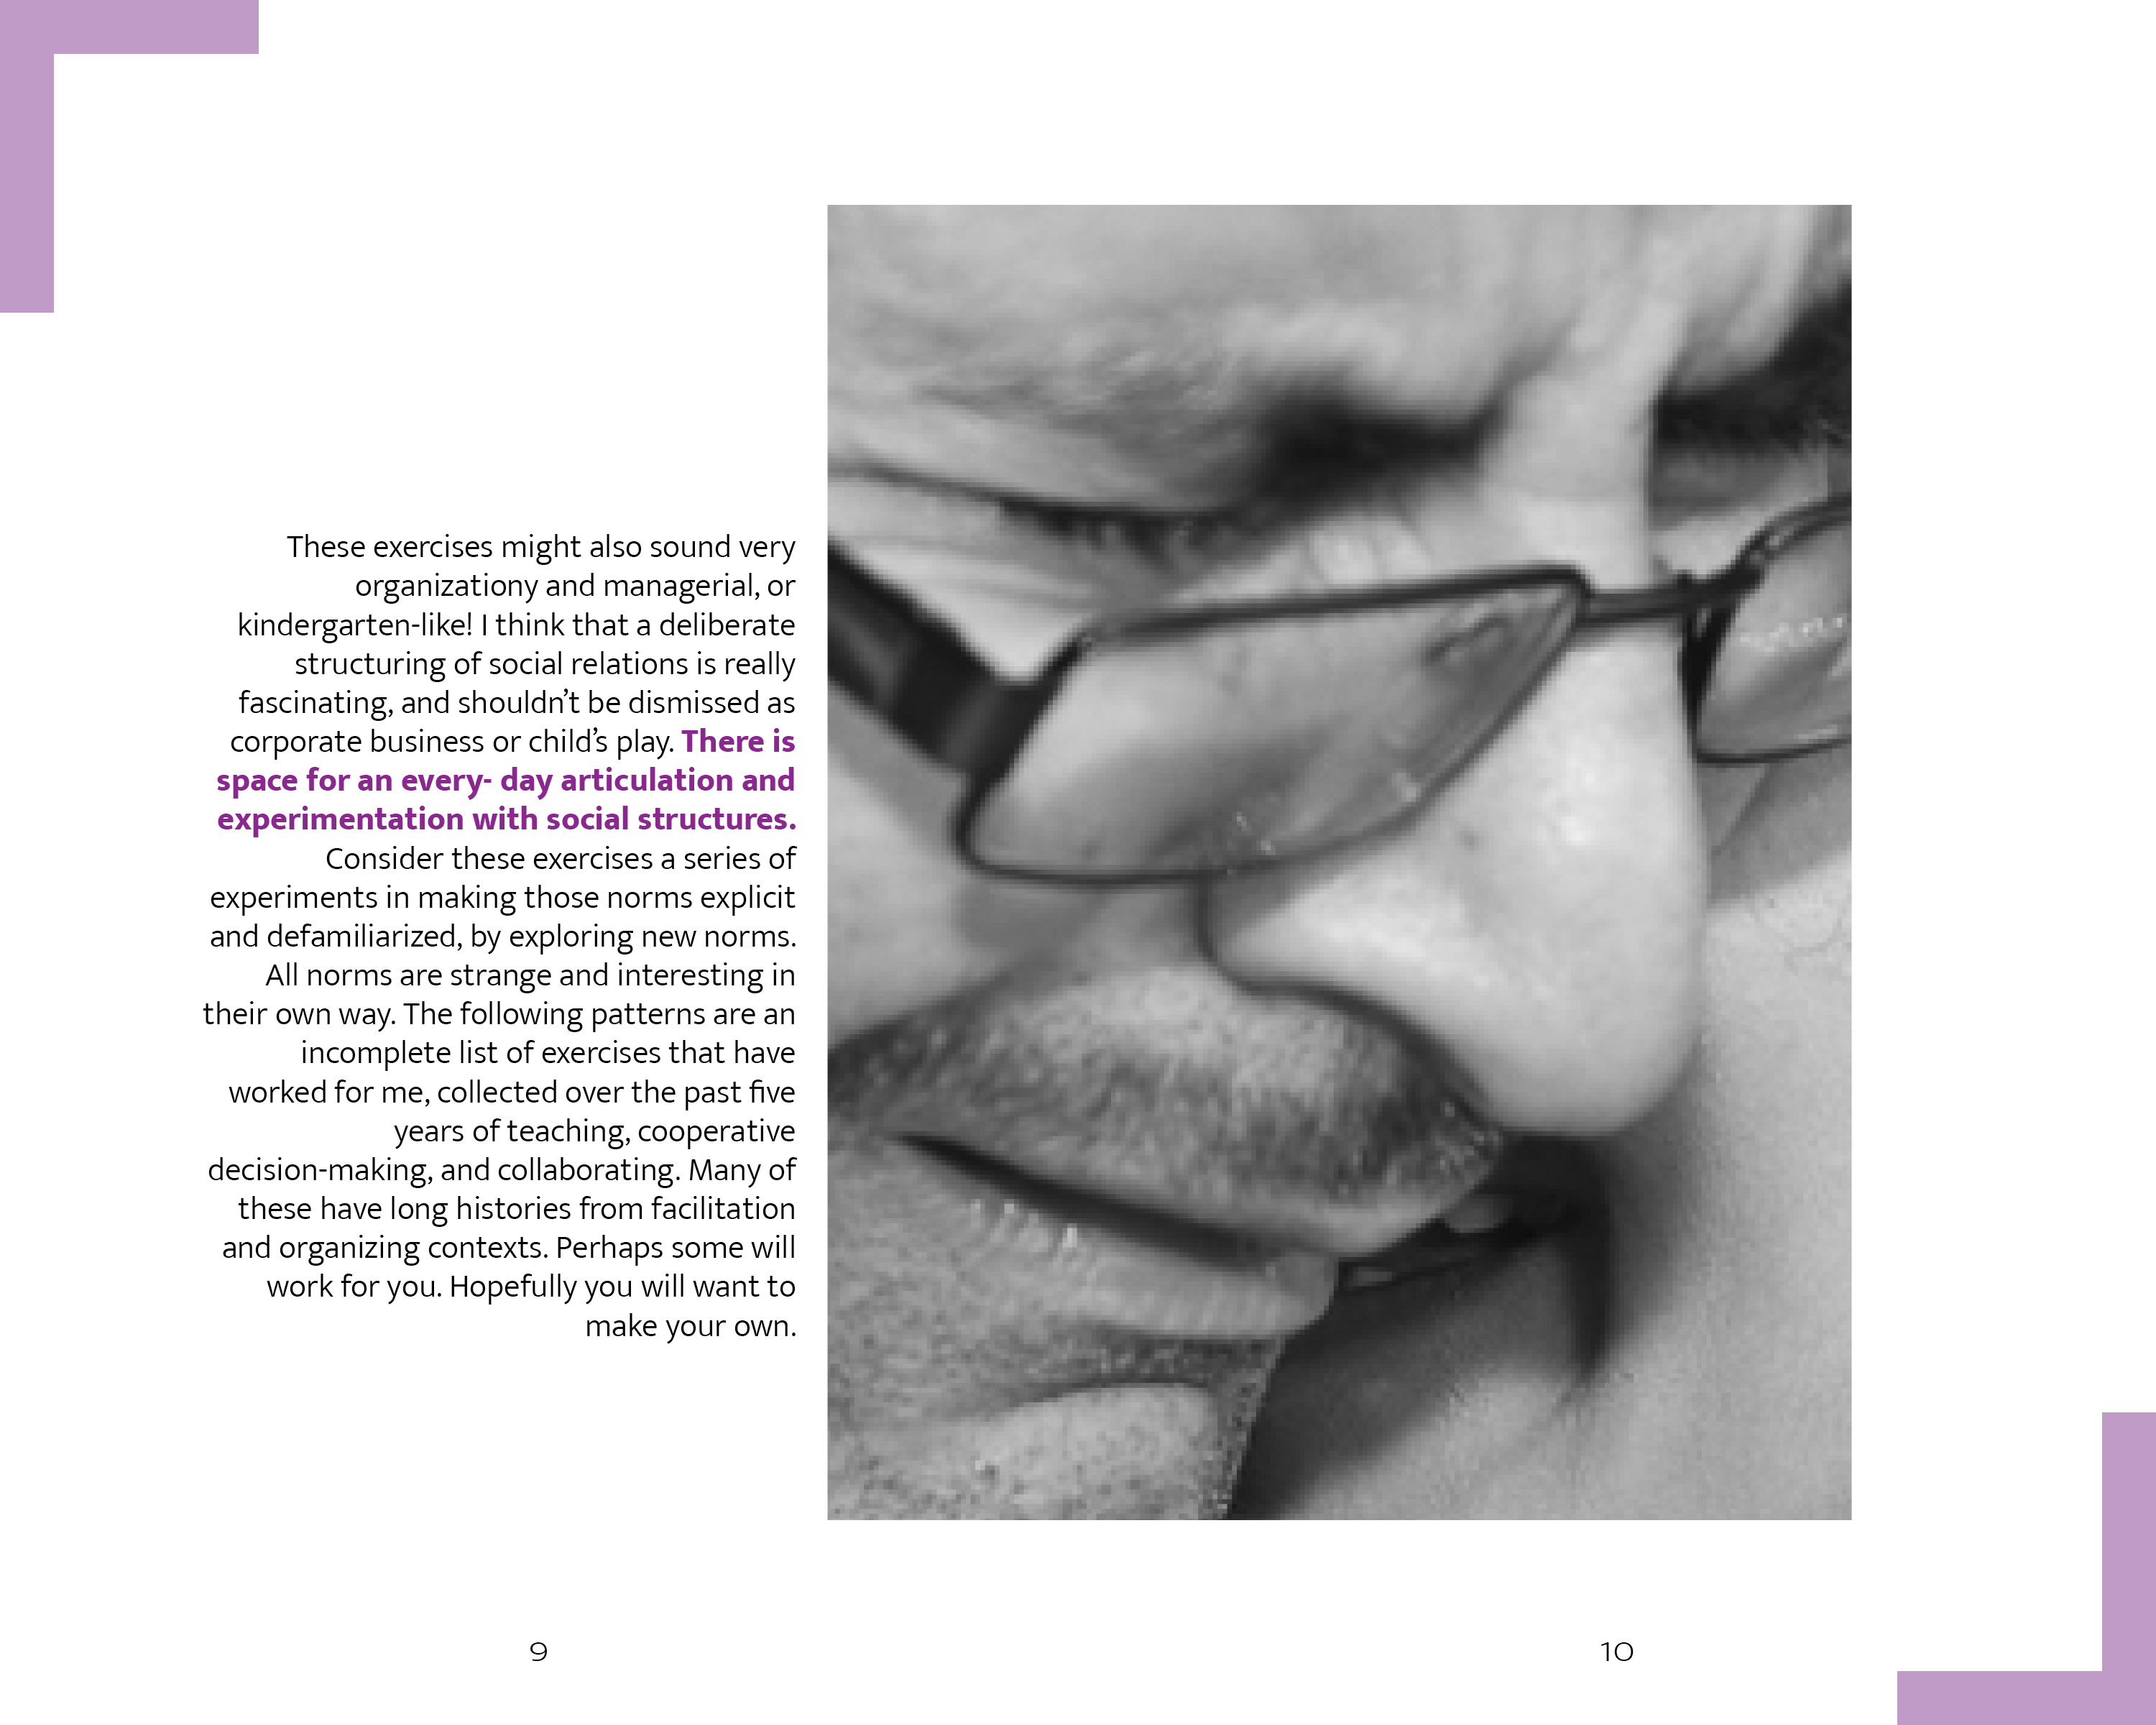 These exercises might also sound very
organizationy and managerial, or
kindergarten-like! I think that a deliberate
structuring of social relations is really
fascinating, and shouldn’t be dismissed as
corporate business or child’s play. There is
space for an every- day articulation and
experimentation with social structures.
Consider these exercises a series of
experiments in making those norms explicit
and defamiliarized, by exploring new norms.
All norms are strange and interesting in
their own way. The following patterns are an
incomplete list of exercises that have
worked for me, collected over the past five
years of teaching, cooperative
decision-making, and collaborating. Many of
these have long histories from facilitation
and organizing contexts. Perhaps some will
work for you. Hopefully you will want to
make your own.
9
10